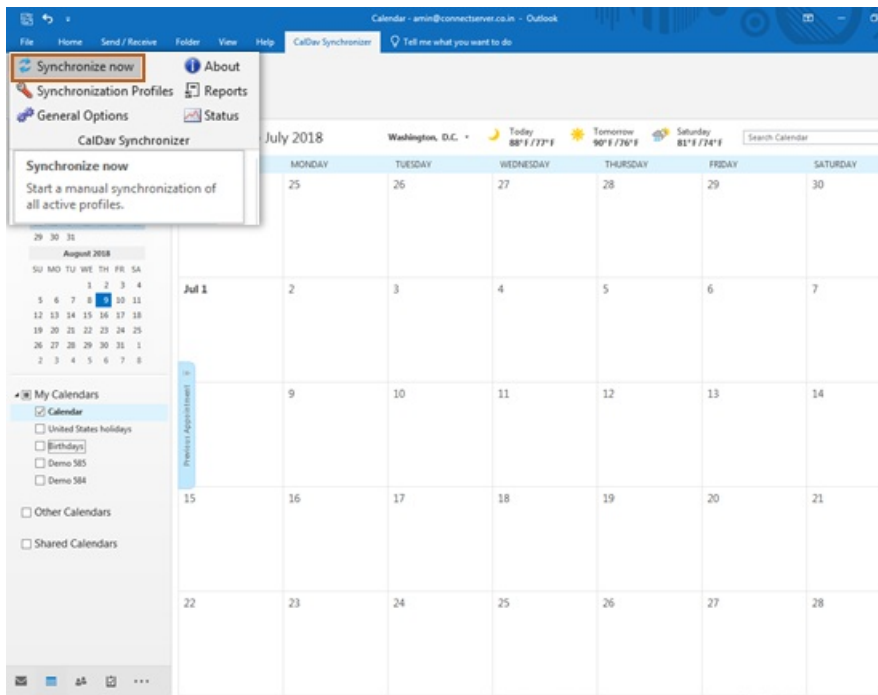 Calendar - amin@connectserver.co.in - Outlook
File Home Send / Receive Folder View Help CalDav Synchronizer Tell me what you want to do
Synchronize now About
Synchronization Profiles Reports
General Options Status
CalDav Synchronizer
Synchronize now
Start a manual synchronization of
all active profiles.
July 2018 Washington, D.C. Today 88°F/77°F Tomorrow 90°F/76°F Saturday 81°F/74°F Search Calendar
MONDAY TUESDAY WEDNESDAY THURSDAY FRIDAY SATURDAY
25 26 27 28 29 30
29 30 31
August 2018
SU MO TU WE TH FR SA
1 2 3 4
5 6 7 8 9 10 11
12 13 14 15 16 17 18
19 20 21 22 23 24 25
26 27 28 29 30 31 1
2 3 4 5 6 7 8
My Calendars
Calendar
United States holidays
Birthdays
Demo 585
Demo 584
Other Calendars
Shared Calendars
Jul 1 2 3 4 5 6 7
Previous Appointment
9 10 11 12 13 14
15 16 17 18 19 20 21
22 23 24 25 26 27 28